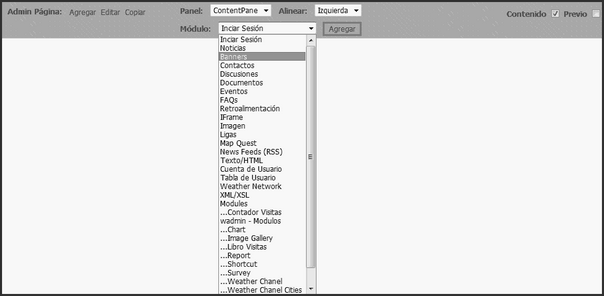 Admin Página: Agregar Editar Copiar Panel: ContentPane Alinear: Izquierda Contenido Previo
Módulo: Inciar Sesión Agregar
Inciar Sesión
Noticias
Banners
Contactos
Discusiones
Documentos
Eventos
FAQs
Retroalimentación
IFrame
Imagen
Ligas
Map Quest
News Feeds (RSS)
Texto/HTML
Cuenta de Usuario
Tabla de Usuario
Weather Network
XML/XSL
Modules
...Contador Visitas
wadmin - Modulos
...Chart
...Image Gallery
...Libro Visitas
...Report
...Shortcut
...Survey
...Weather Chanel
...Weather Chanel Cities